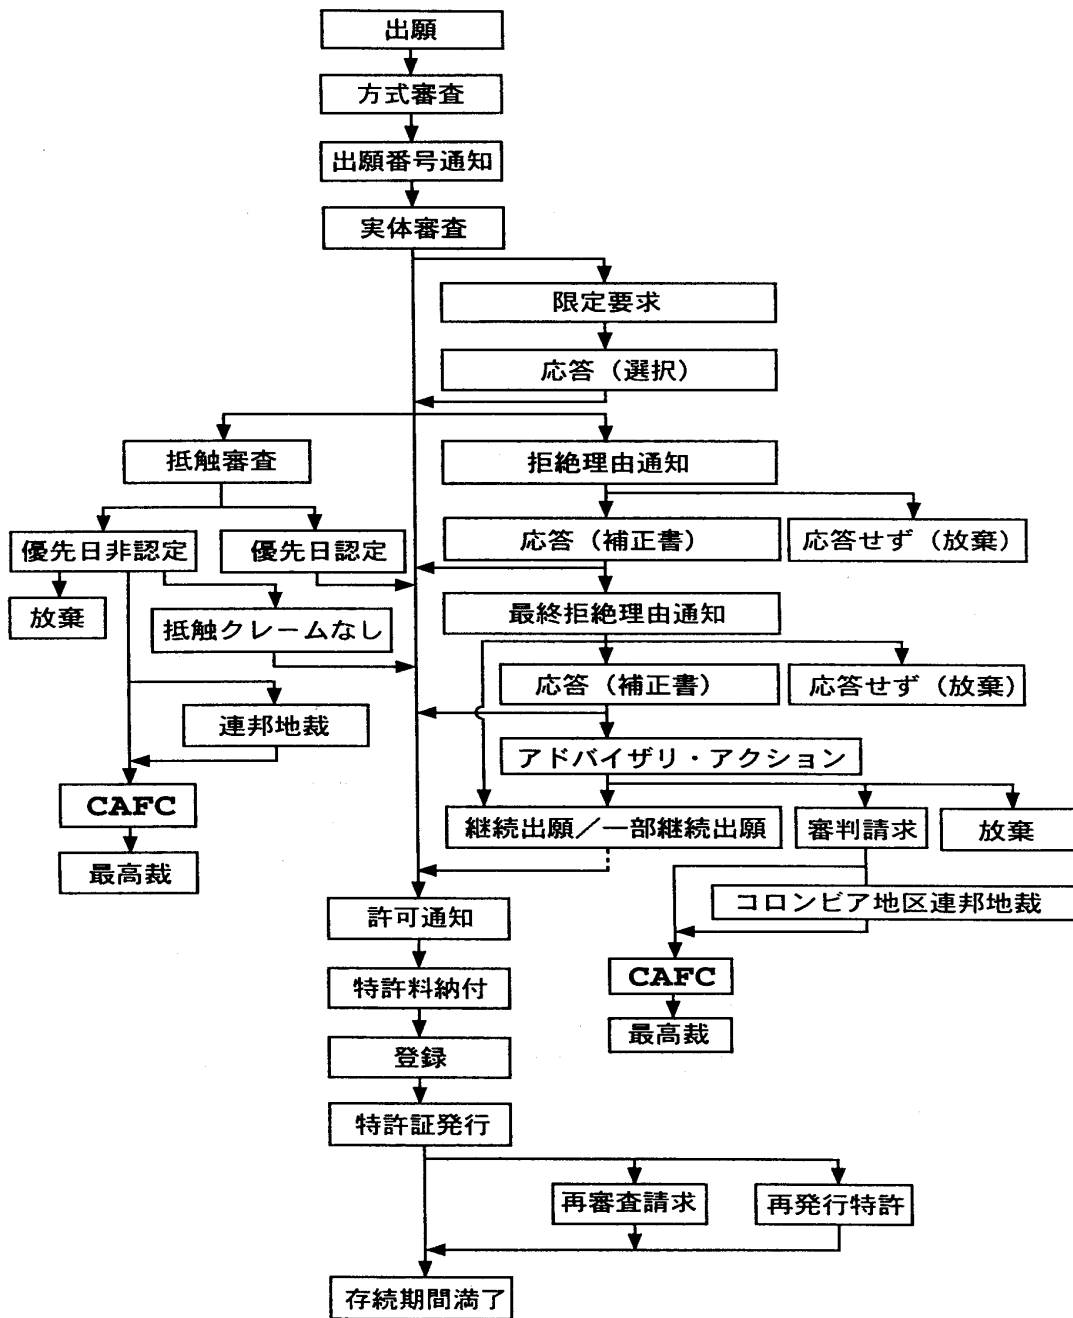 出願
方式審査
出願番号通知
実体審査
限定要求
応答（選択）
抵触審査
拒絶理由通知
優先日非認定
優先日認定
応答（補正書）
応答せず（放棄）
放棄
抵触クレームなし
最終拒絶理由通知
応答（補正書）
応答せず（放棄）
連邦地裁
アドバイザリ・アクション
CAFC
継続出願／一部継続出願
審判請求
放棄
最高裁
許可通知
コロンビア地区連邦地裁
特許料納付
CAFC
登録
最高裁
特許証発行
再審査請求
再発行特許
存続期間満了